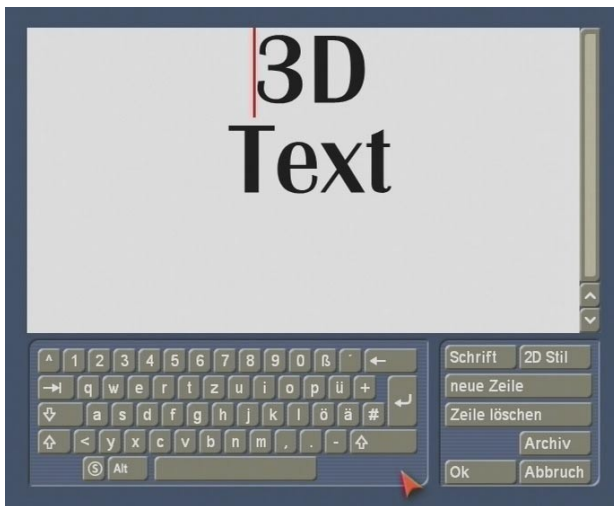 3D
Text
^ 1 2 3 4 5 6 7 8 9 0 ß ´ ←
q w e r t z u i o p ü +
a s d f g h j k l ö ä #
< y x c v b n m , . -
S Alt
Schrift 2D Stil
neue Zeile
Zeile löschen
Archiv
Ok Abbruch